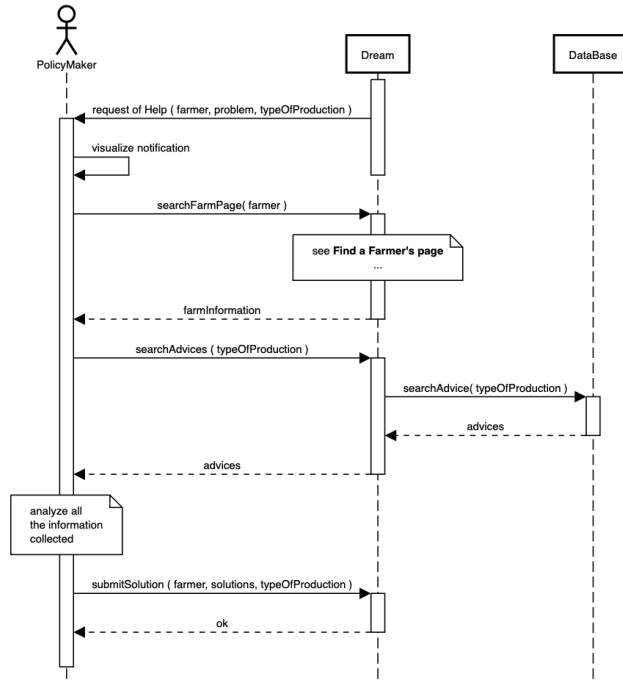 PolicyMaker
Dream
DataBase
request of Help ( farmer, problem, typeOfProduction )
visualize notification
searchFarmPage( farmer )
see Find a Farmer's page
...
farmInformation
searchAdvices ( typeOfProduction )
searchAdvice( typeOfProduction )
advices
advices
analyze all
the information
collected
submitSolution ( farmer, solutions, typeOfProduction )
ok